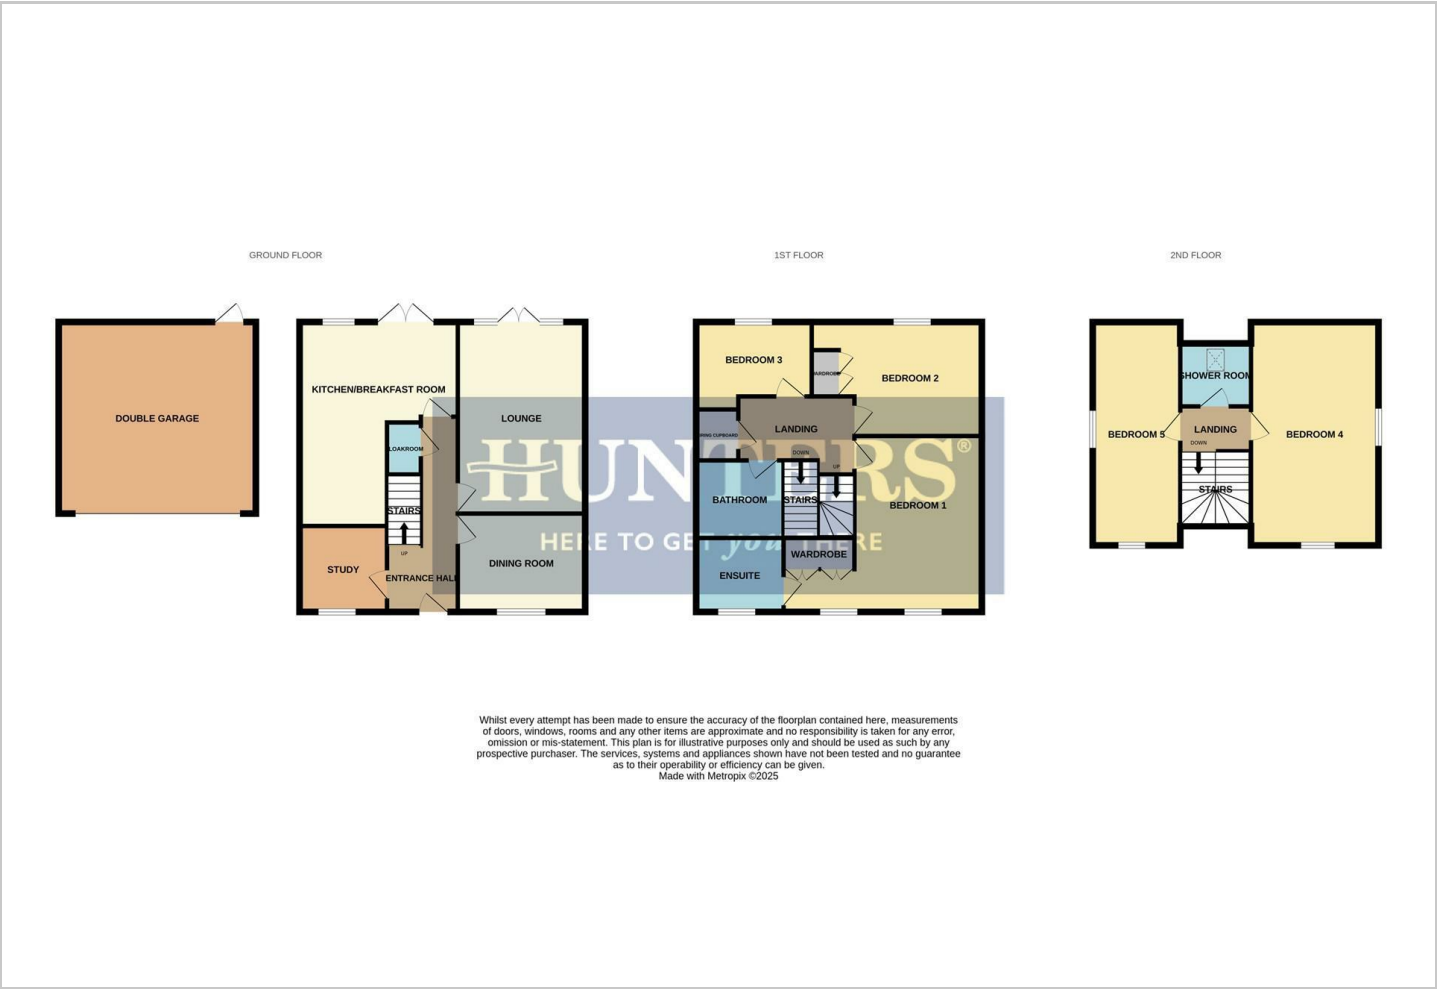 GROUND FLOOR
1ST FLOOR
2ND FLOOR
DOUBLE GARAGE
KITCHEN/BREAKFAST ROOM
LOUNGE
LOAKROOM
STAIRS
UP
STUDY
ENTRANCE HALL
DINING ROOM
BEDROOM 3
BEDROOM 2
LANDING
DOWN
UP
BATHROOM
STAIRS
BEDROOM 1
WARDROBE
ENSUITE
SHOWER ROOM
BEDROOM 5
LANDING
DOWN
BEDROOM 4
STAIRS
HUNTERS®
HERE TO GET you THERE
Whilst every attempt has been made to ensure the accuracy of the floorplan contained here, measurements
of doors, windows, rooms and any other items are approximate and no responsibility is taken for any error,
omission or mis-statement. This plan is for illustrative purposes only and should be used as such by any
prospective purchaser. The services, systems and appliances shown have not been tested and no guarantee
as to their operability or efficiency can be given.
Made with Metropix ©2025